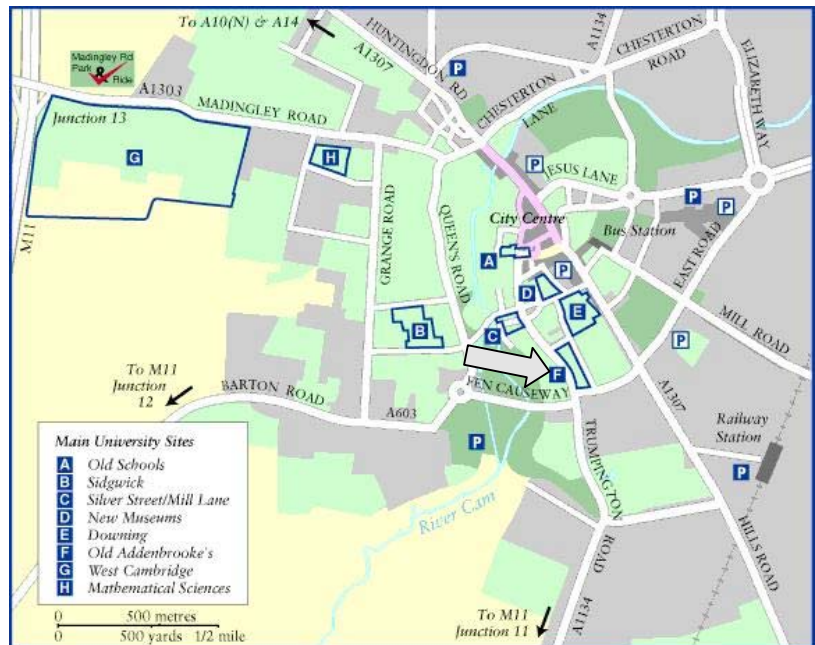 To A10(N) & A14
HUNTINGDON RD
A1307
A1134
CHESTERTON
ROAD
ELIZABETH WAY
Madingley Rd
Park & Ride
A1303
MADINGLEY ROAD
Junction 13
P
CHESTERTON
LANE
G
H
P
JESUS LANE
P
P
City Centre
Bus Station
GRANGE ROAD
QUEEN'S ROAD
EAST ROAD
M11
A
P
D
E
B
C
MILL ROAD
P
F
To M11
Junction
12
BARTON ROAD
FEN CAUSEWAY
A603
A1307
Railway
Station
P
P
TRUMPINGTON
ROAD
River Cam
HILLS ROAD
Main University Sites
A Old Schools
B Sidgwick
C Silver Street/Mill Lane
D New Museums
E Downing
F Old Addenbrooke's
G West Cambridge
H Mathematical Sciences
0 500 metres
0 500 yards 1/2 mile
To M11
Junction 11
A1134